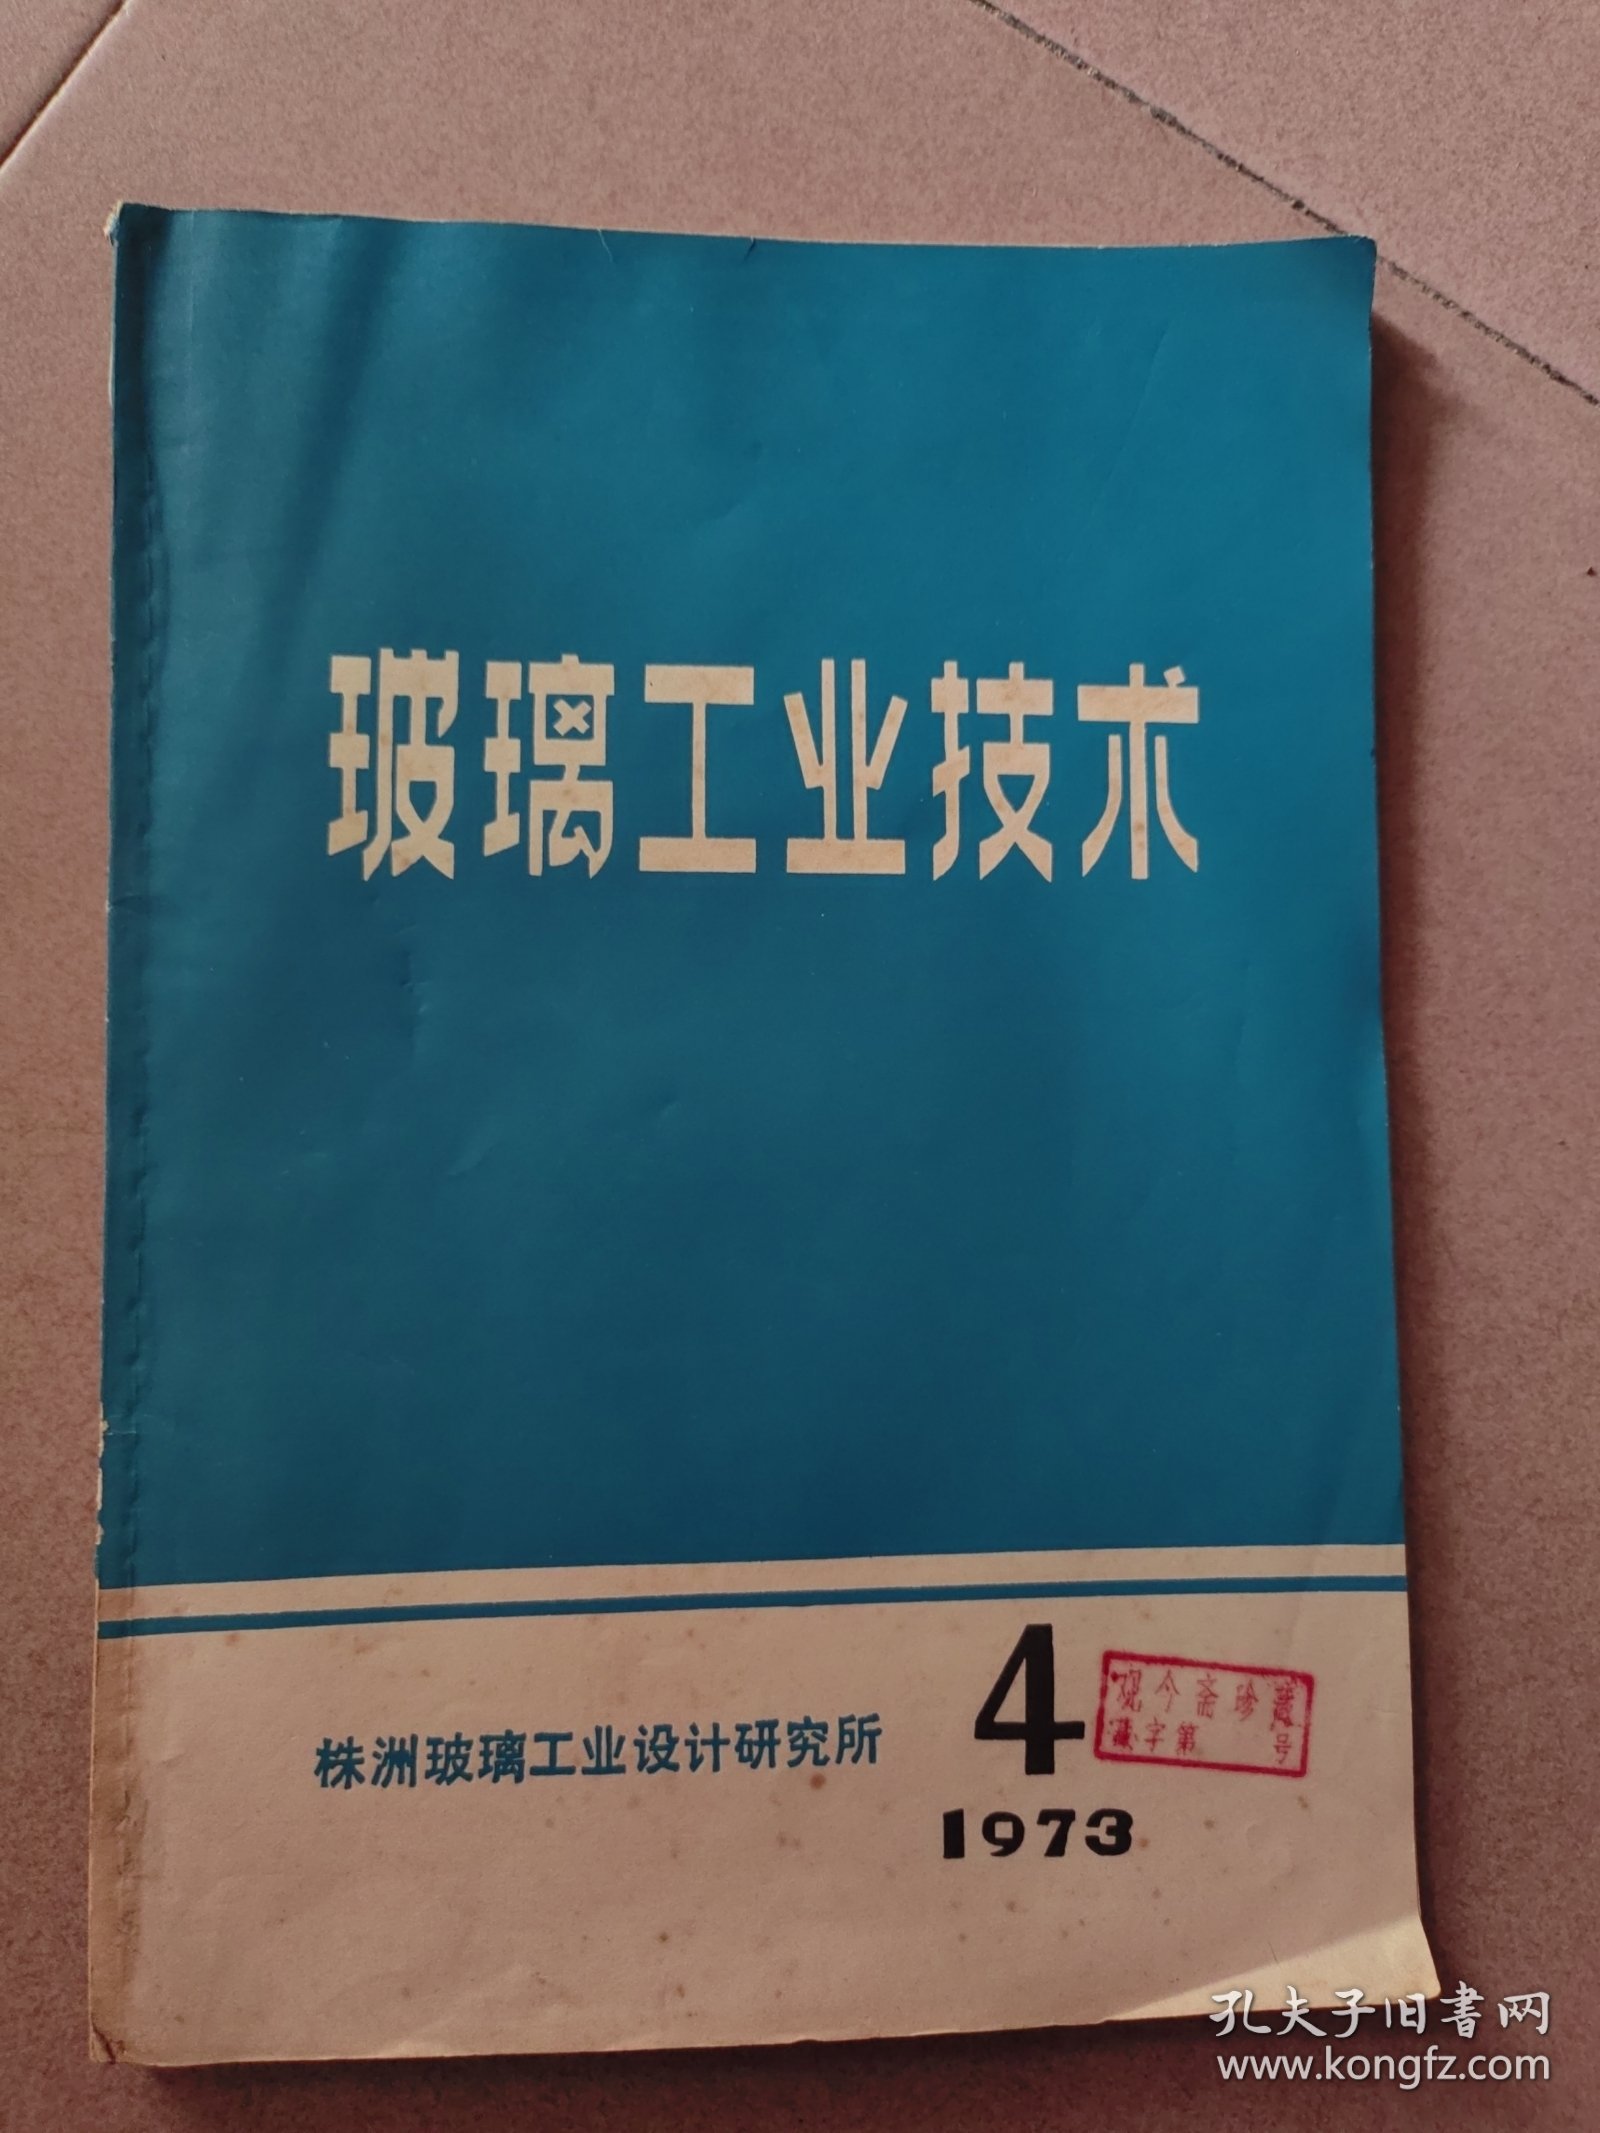 玻璃工业技术
株洲玻璃工业设计研究所
4
1973
观今斋珍藏
藏字第 号
孔夫子旧书网
www.kongfz.com